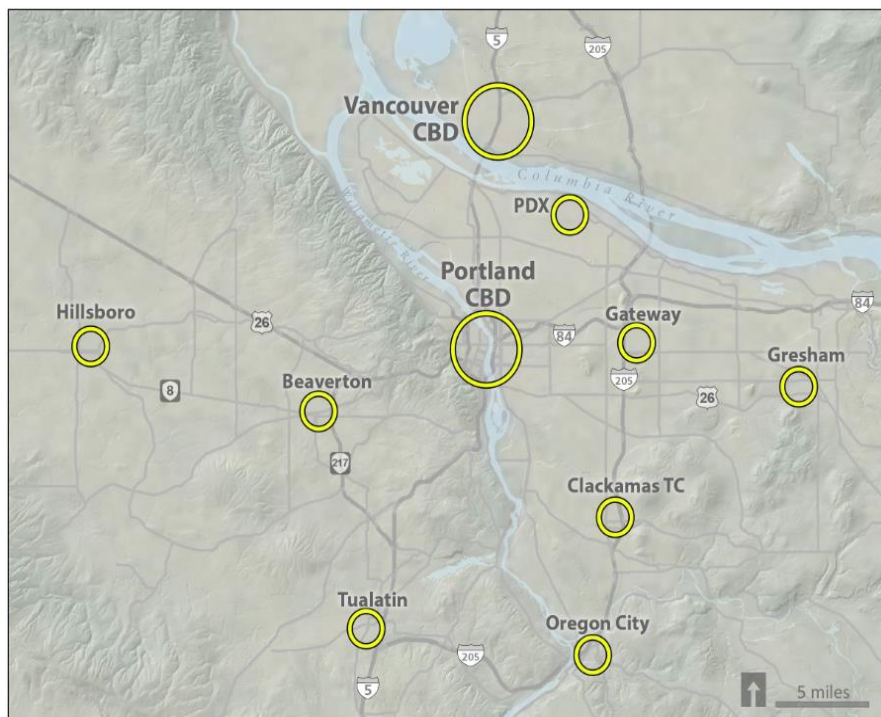 5
205
Vancouver
CBD
Columbia River
PDX
Willamette River
Portland
CBD
Hillsboro
26
84
Gateway
84
Gresham
Beaverton
205
8
26
217
Clackamas TC
Tualatin
Oregon City
205
5
5 miles